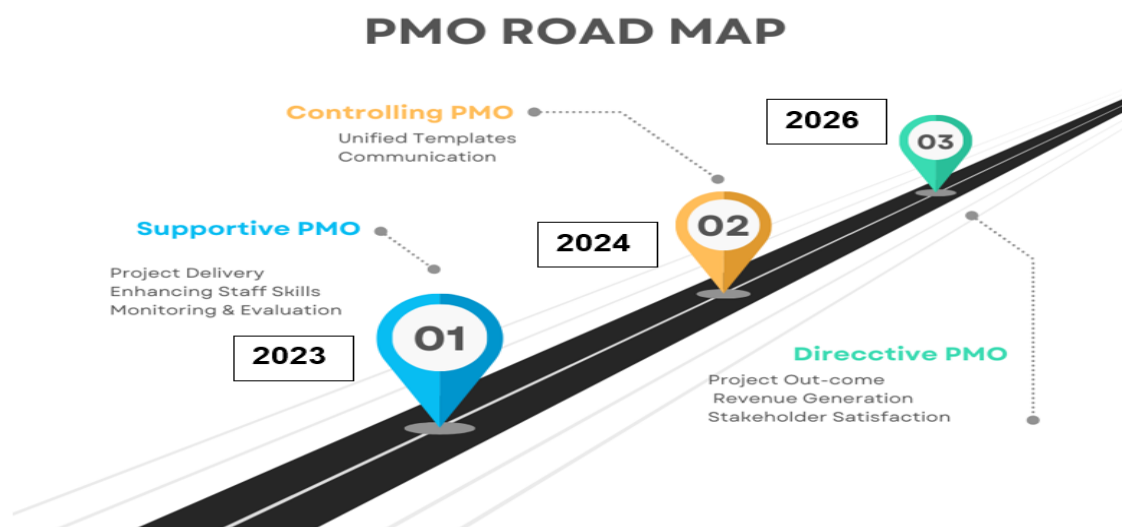 PMO ROAD MAP
Supportive PMO
Project Delivery
Enhancing Staff Skills
Monitoring & Evaluation
2023
01
Controlling PMO
Unified Templates
Communication
2024
02
2026
03
Direcctive PMO
Project Out-come
Revenue Generation
Stakeholder Satisfaction